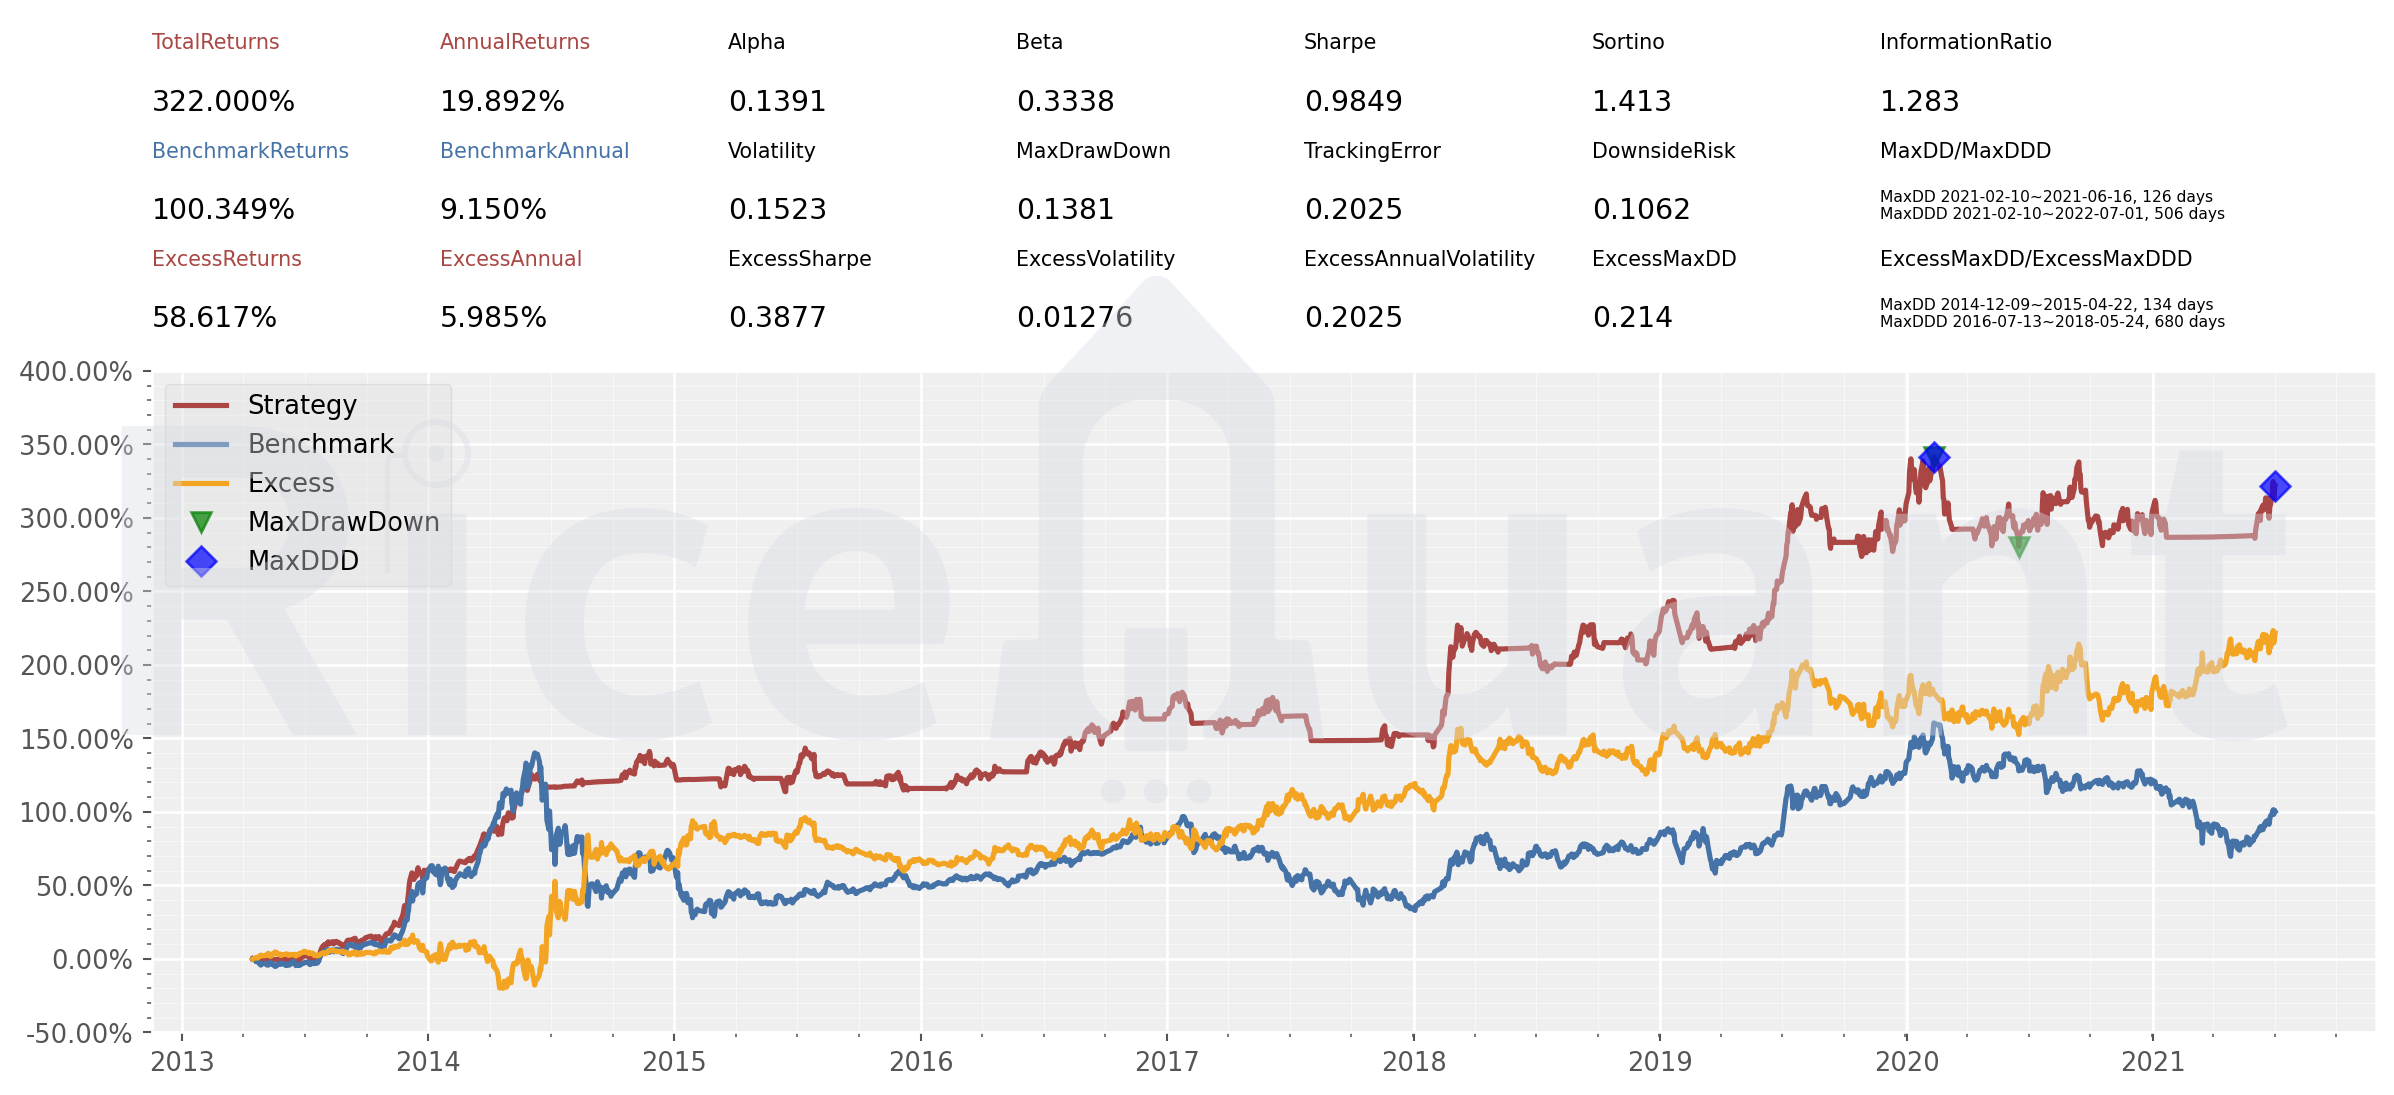 TotalReturns AnnualReturns Alpha Beta Sharpe Sortino InformationRatio
322.000% 19.892% 0.1391 0.3338 0.9849 1.413 1.283
BenchmarkReturns BenchmarkAnnual Volatility MaxDrawDown TrackingError DownsideRisk MaxDD/MaxDDD
100.349% 9.150% 0.1523 0.1381 0.2025 0.1062 MaxDD 2021-02-10~2021-06-16, 126 days
MaxDDD 2021-02-10~2022-07-01, 506 days
ExcessReturns ExcessAnnual ExcessSharpe ExcessVolatility ExcessAnnualVolatility ExcessMaxDD ExcessMaxDD/ExcessMaxDDD
58.617% 5.985% 0.3877 0.01276 0.2025 0.214 MaxDD 2014-12-09~2015-04-22, 134 days
MaxDDD 2016-07-13~2018-05-24, 680 days
400.00%
350.00%
300.00%
250.00%
200.00%
150.00%
100.00%
50.00%
0.00%
-50.00%
Strategy
Benchmark
Excess
MaxDrawDown
MaxDDD
RiceQuant
2013 2014 2015 2016 2017 2018 2019 2020 2021